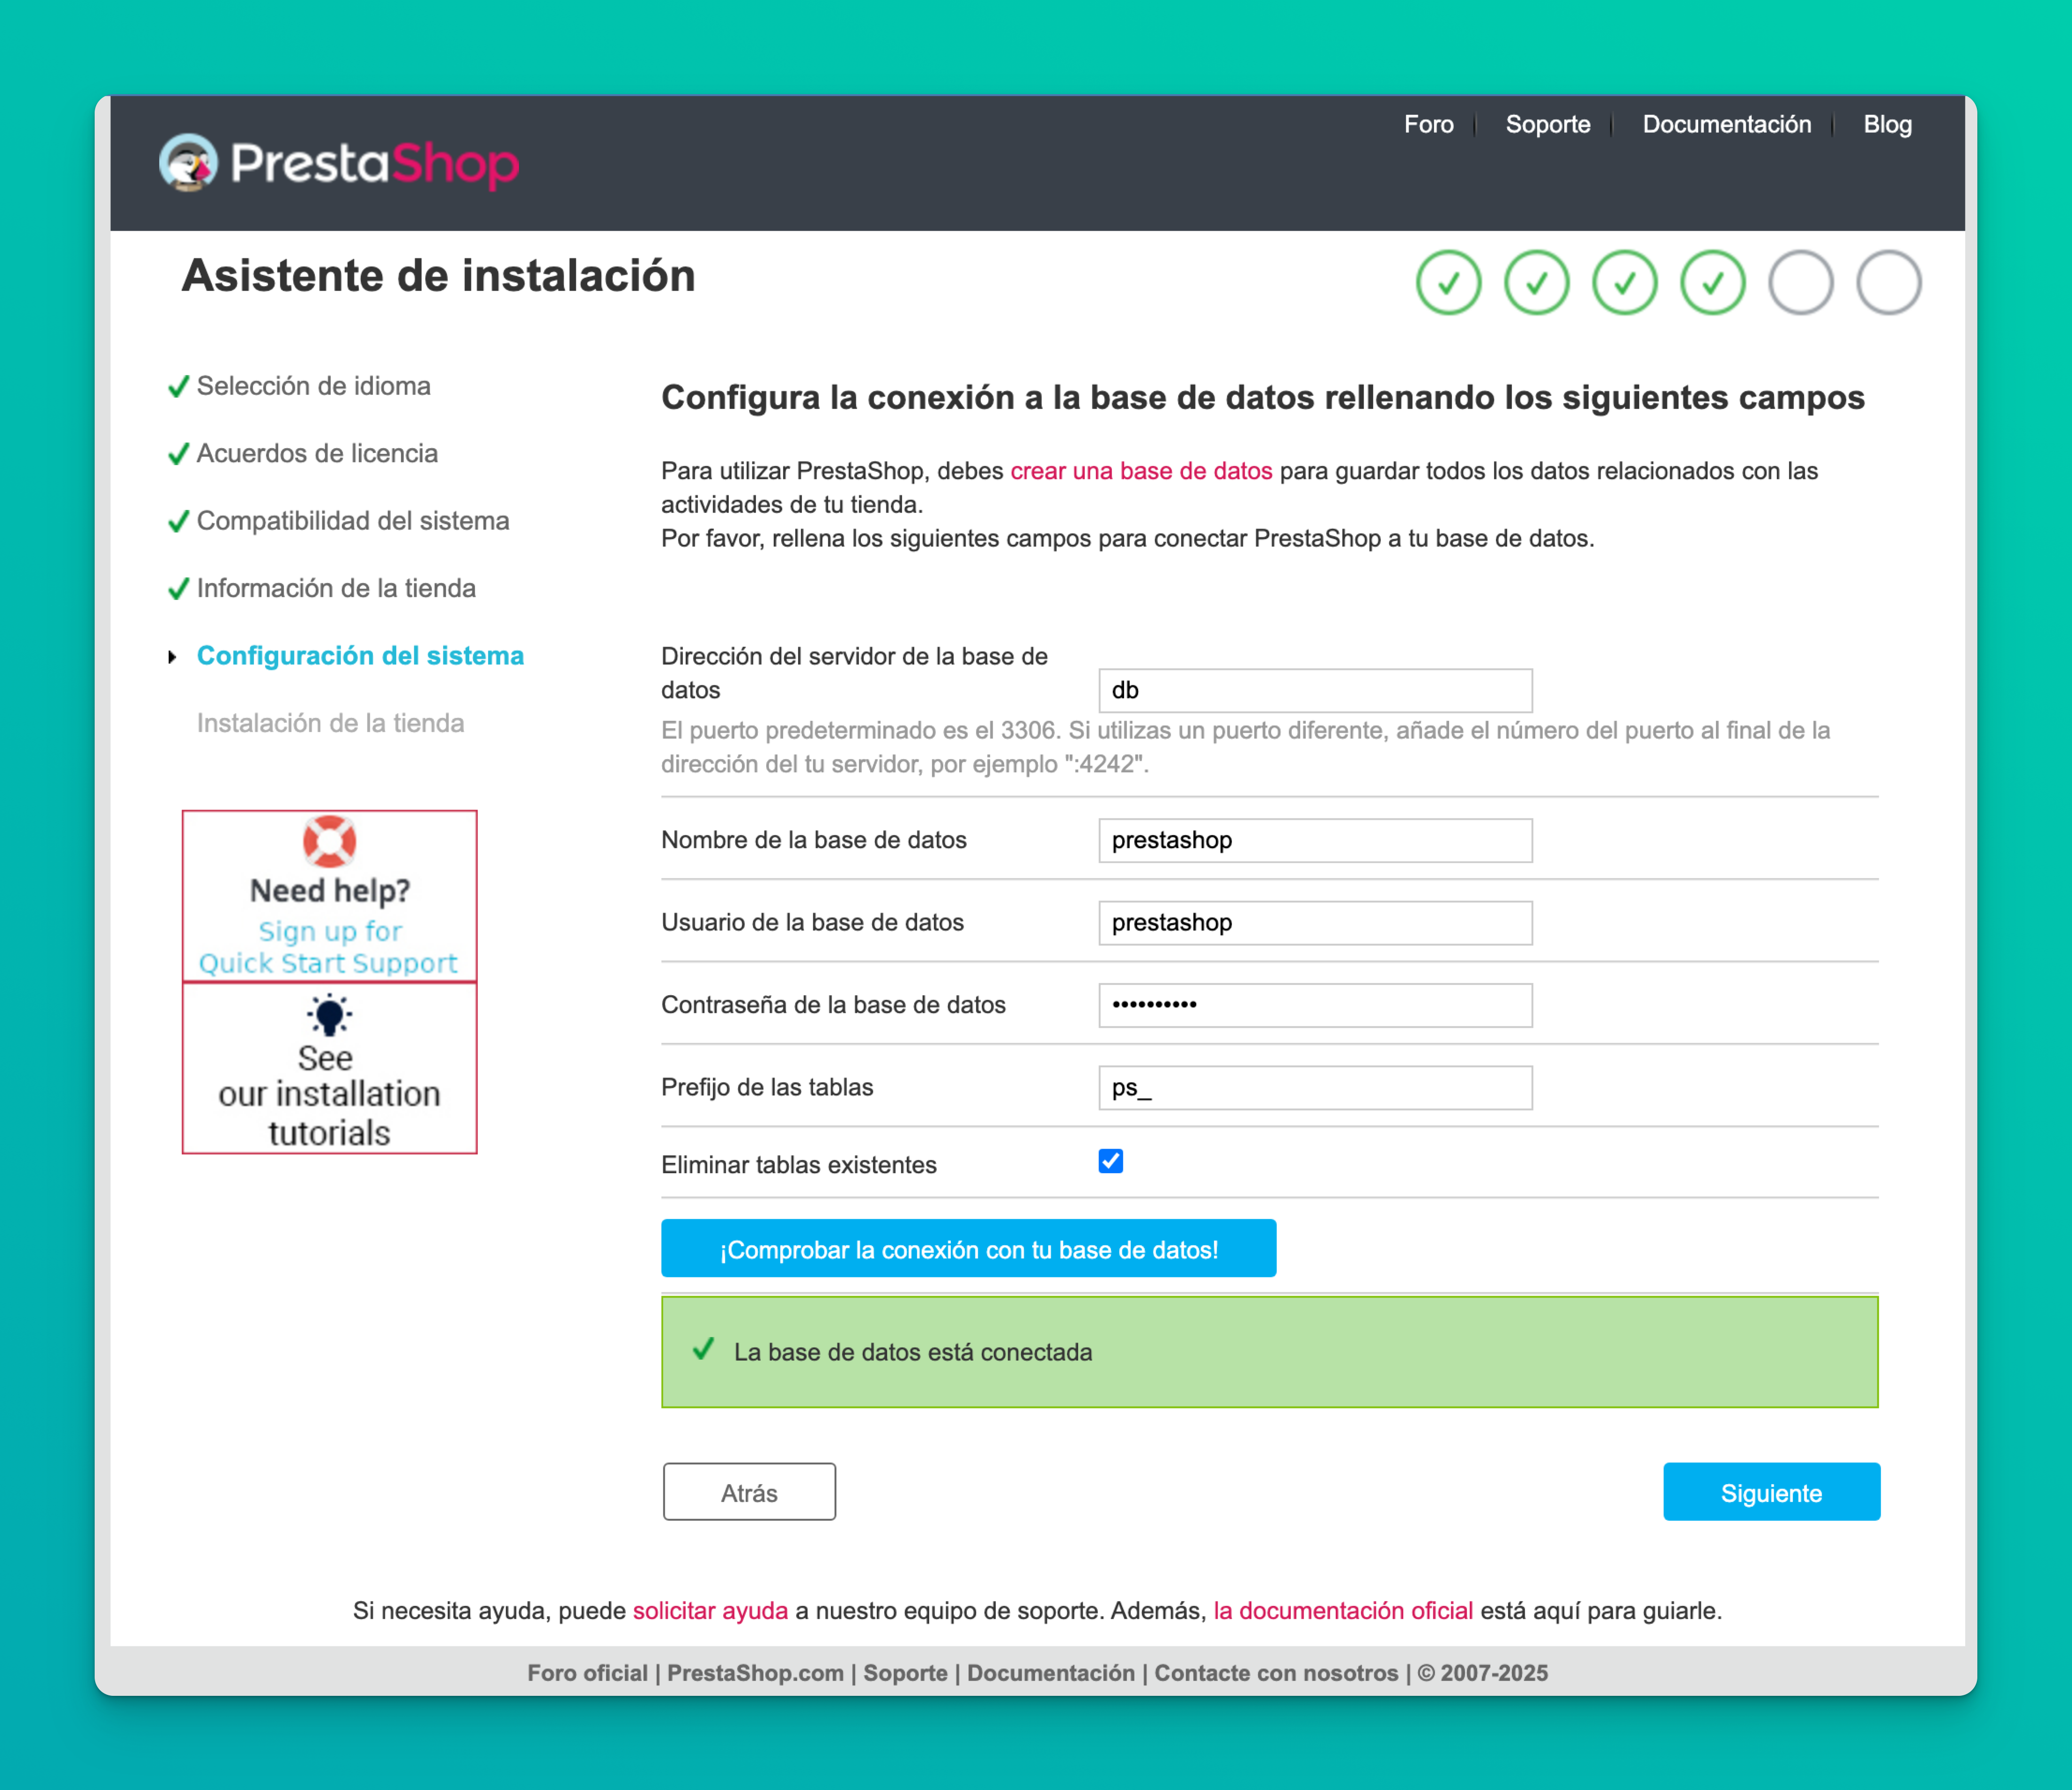 Foro
Soporte
Documentación
Blog
PrestaShop
Asistente de instalación
Selección de idioma
Acuerdos de licencia
Compatibilidad del sistema
Información de la tienda
Configuración del sistema
Instalación de la tienda
Need help?
Sign up for
Quick Start Support
See
our installation
tutorials
Configura la conexión a la base de datos rellenando los siguientes campos
Para utilizar PrestaShop, debes crear una base de datos para guardar todos los datos relacionados con las
actividades de tu tienda.
Por favor, rellena los siguientes campos para conectar PrestaShop a tu base de datos.
Dirección del servidor de la base de
datos
db
El puerto predeterminado es el 3306. Si utilizas un puerto diferente, añade el número del puerto al final de la
dirección del tu servidor, por ejemplo ":4242".
Nombre de la base de datos
prestashop
Usuario de la base de datos
prestashop
Contraseña de la base de datos
••••••••••
Prefijo de las tablas
ps_
Eliminar tablas existentes
¡Comprobar la conexión con tu base de datos!
La base de datos está conectada
Atrás
Siguiente
Si necesita ayuda, puede solicitar ayuda a nuestro equipo de soporte. Además, la documentación oficial está aquí para guiarle.
Foro oficial | PrestaShop.com | Soporte | Documentación | Contacte con nosotros | © 2007-2025